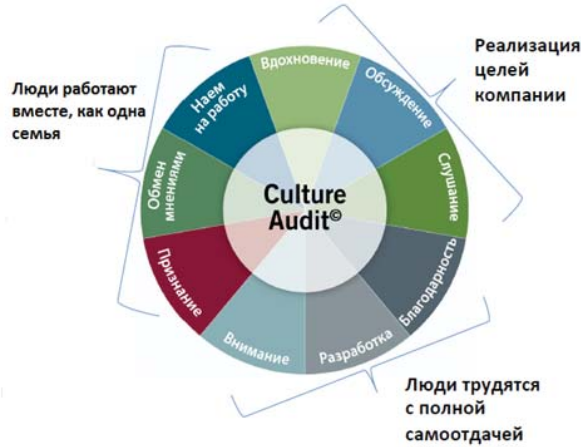 Реализация
целей
компании
Люди работают
вместе, как одна
семья
Вдохновение
Обсуждение
Слушание
Благодарность
Разработка
Внимание
Признание
Обмен
мнениями
Наем
на работу
Culture
Audit©
Люди трудятся
с полной
самоотдачей